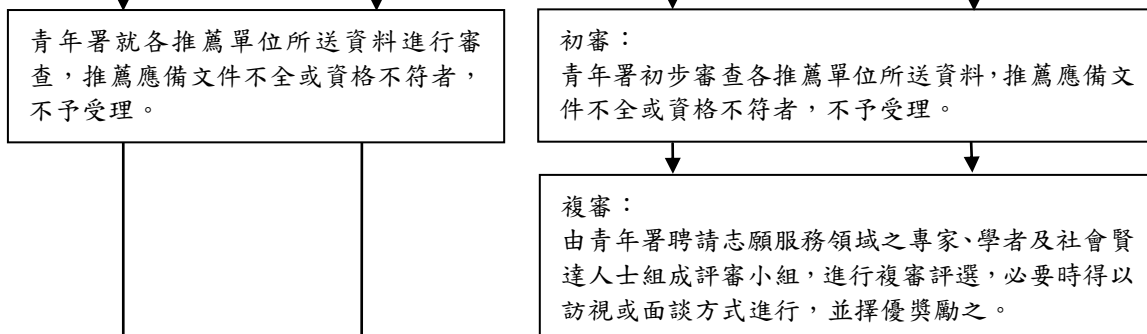 青年署就各推薦單位所送資料進行審
查，推薦應備文件不全或資格不符者，
不予受理。
初審：
青年署初步審查各推薦單位所送資料，推薦應備文
件不全或資格不符者，不予受理。
複審：
由青年署聘請志願服務領域之專家、學者及社會賢
達人士組成評審小組，進行複審評選，必要時得以
訪視或面談方式進行，並擇優獎勵之。